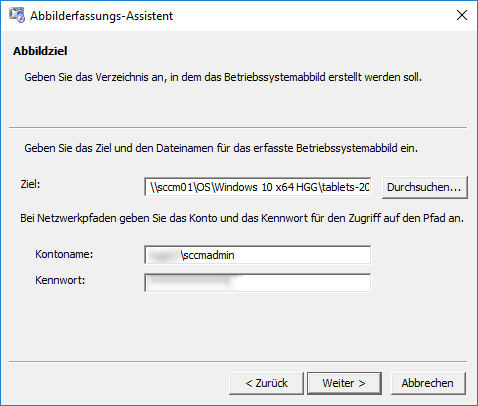 Abbilderfassungs-Assistent
Abbildziel
Geben Sie das Verzeichnis an, in dem das Betriebssystemabbild erstellt werden soll.
Geben Sie das Ziel und den Dateinamen für das erfasste Betriebssystemabbild ein.
Ziel: \\sccm01\OS\Windows 10 x64 HGG\tablets-20 Durchsuchen...
Bei Netzwerkpfaden geben Sie das Konto und das Kennwort für den Zugriff auf den Pfad an.
Kontoname: \sccmadmin
Kennwort:
< Zurück Weiter > Abbrechen